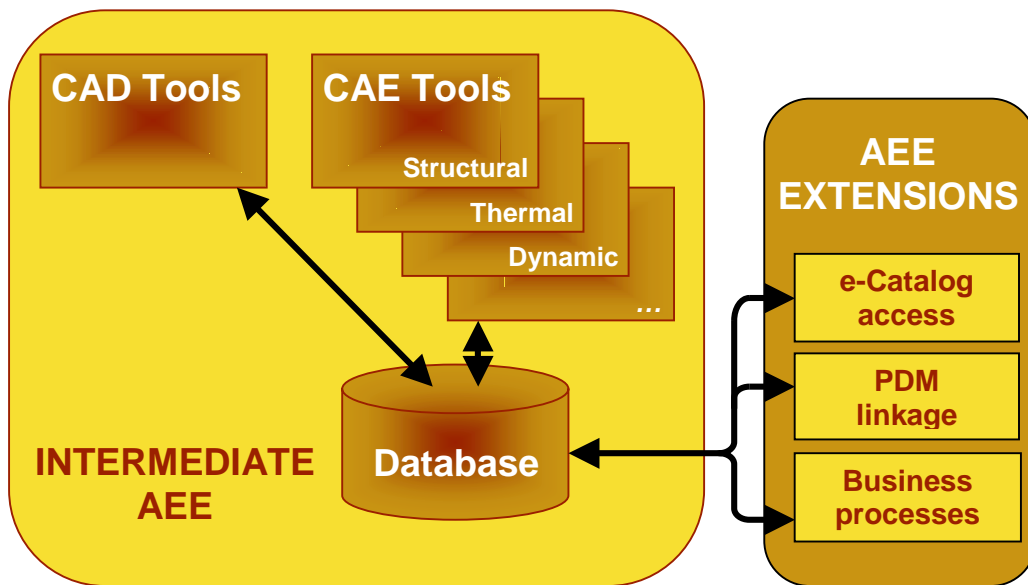 CAD Tools
CAE Tools
Structural
Thermal
Dynamic
...
Database
INTERMEDIATE
AEE
AEE
EXTENSIONS
e-Catalog
access
PDM
linkage
Business
processes